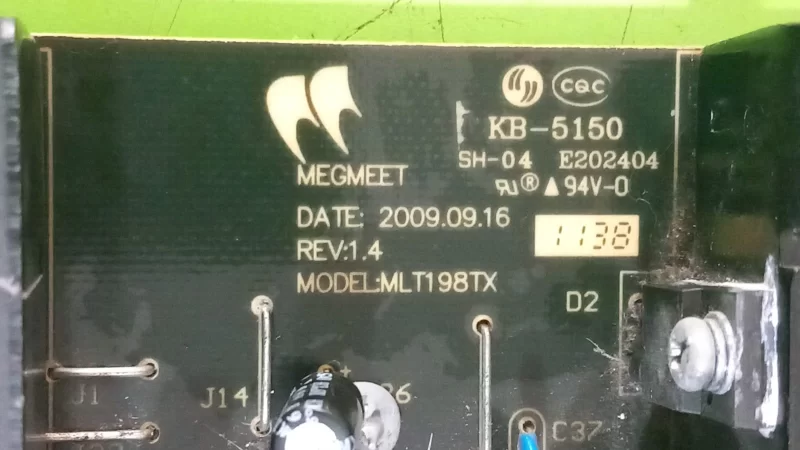 CQC
KB-5150
SH-04 E202404
® ▲ 94V-0
MEGMEET
DATE: 2009.09.16
1138
REV:1.4
MODEL:MLT198TX
D2
J1
J14
C37